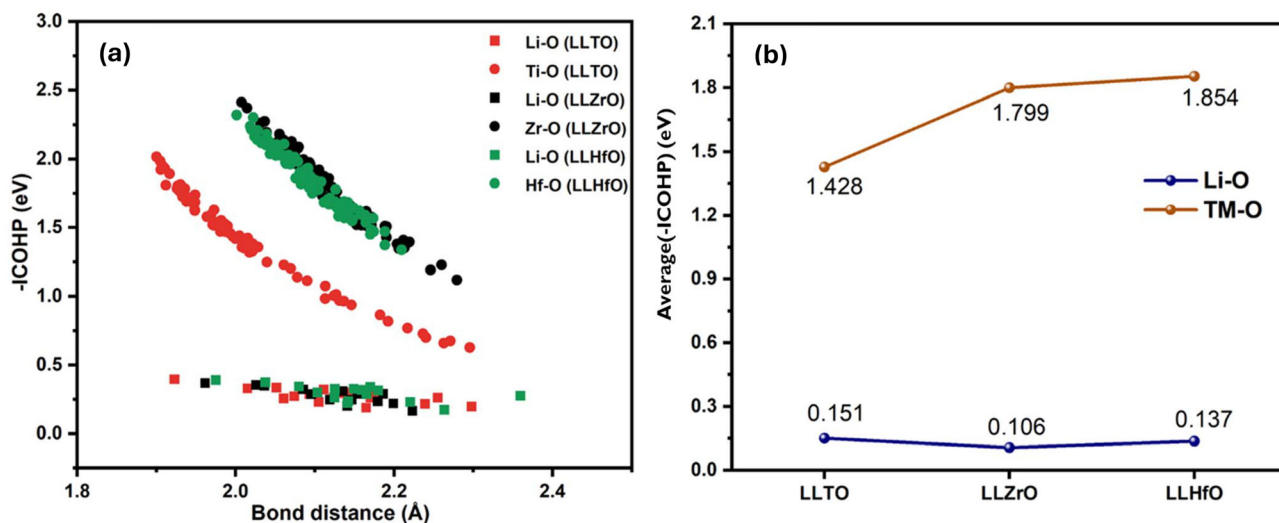 (a)
Li-O (LLTO)
Ti-O (LLTO)
Li-O (LLZrO)
Zr-O (LLZrO)
Li-O (LLHfO)
Hf-O (LLHfO)
-ICOHP (eV)
3.0
2.5
2.0
1.5
1.0
0.5
0.0
1.8 2.0 2.2 2.4
Bond distance (Å)
(b)
Average(-ICOHP) (eV)
2.1
1.8
1.5
1.2
0.9
0.6
0.3
0.0
1.428
1.799
1.854
Li-O
TM-O
0.151
0.106
0.137
LLTO LLZrO LLHfO